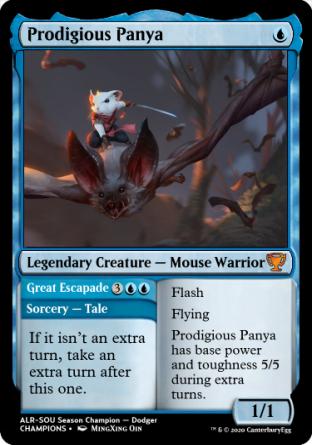 Prodigious Panya
Legendary Creature — Mouse Warrior
Great Escapade 3
Sorcery — Tale
If it isn't an extra
turn, take an
extra turn after
this one.
Flash
Flying
Prodigious Panya
has base power
and toughness 5/5
during extra
turns.
1/1
ALR-SOU Season Champion — Dodger
CHAMPIONS • MingXing Qin
™ & © 2020 CanterburyEgg